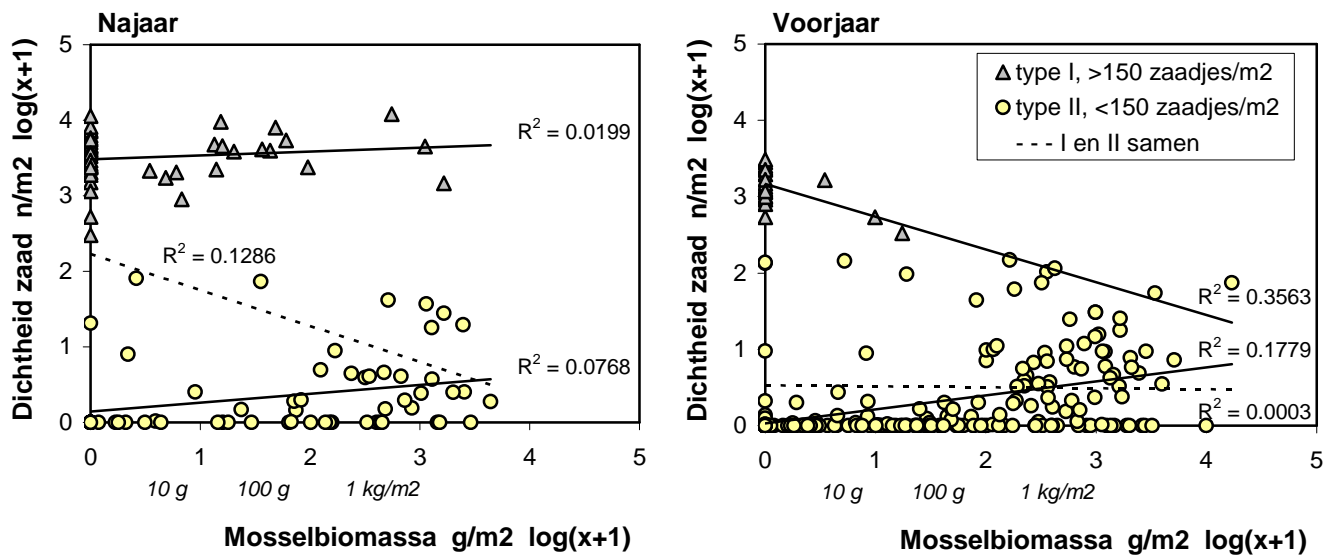 Najaar
Dichtheid zaad n/m2 log(x+1)
5
4
3
2
1
0
R² = 0.0199
R² = 0.1286
R² = 0.0768
0 1 2 3 4 5
10 g 100 g 1 kg/m2
Mosselbiomassa g/m2 log(x+1)
Voorjaar
Dichtheid zaad n/m2 log(x+1)
5
4
3
2
1
0
type I, >150 zaadjes/m2
type II, <150 zaadjes/m2
I en II samen
R² = 0.3563
R² = 0.1779
R² = 0.0003
0 1 2 3 4 5
10 g 100 g 1 kg/m2
Mosselbiomassa g/m2 log(x+1)